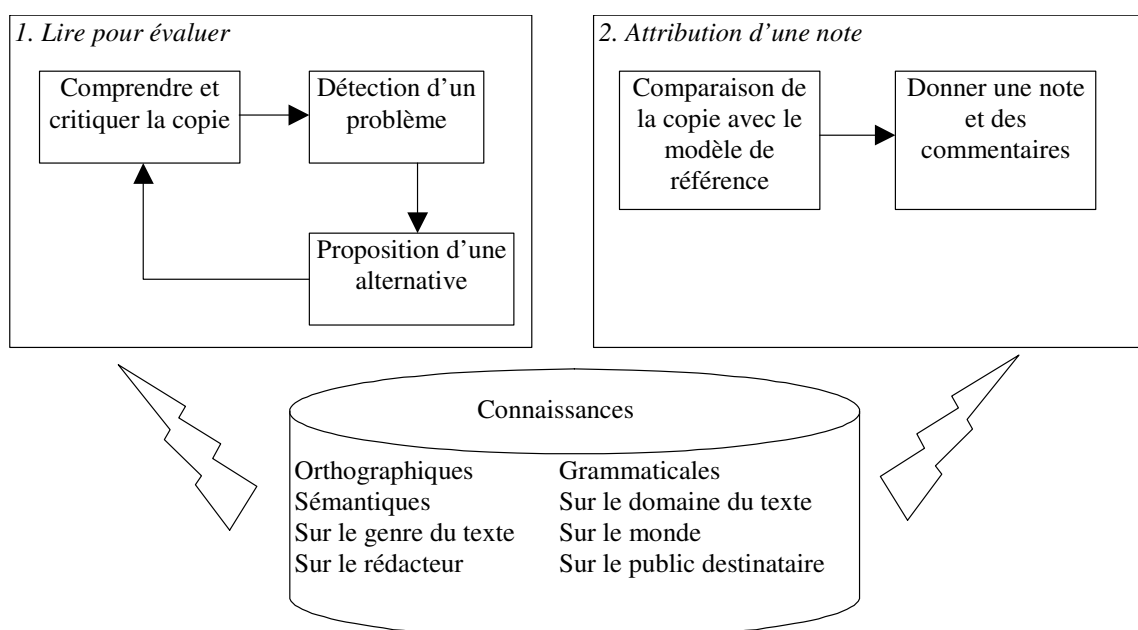 1. Lire pour évaluer
Comprendre et
critiquer la copie
Détection d’un
problème
Proposition d’une
alternative
2. Attribution d’une note
Comparaison de
la copie avec le
modèle de
référence
Donner une note
et des
commentaires
Connaissances
Orthographiques
Sémantiques
Sur le genre du texte
Sur le rédacteur
Grammaticales
Sur le domaine du texte
Sur le monde
Sur le public destinataire